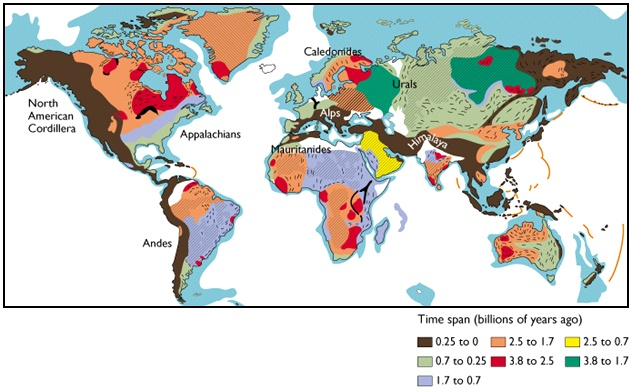 Caledonides
Urals
North
American
Cordillera
Appalachians
Alps
Mauritanides
Himalaya
Andes
Time span (billions of years ago)
0.25 to 0
2.5 to 1.7
2.5 to 0.7
0.7 to 0.25
3.8 to 2.5
3.8 to 1.7
1.7 to 0.7